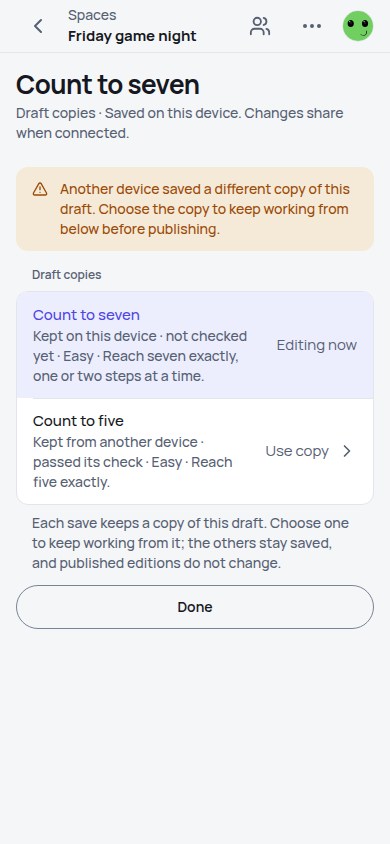 Spaces
Friday game night
Count to seven
Draft copies · Saved on this device. Changes share
when connected.
Another device saved a different copy of this
draft. Choose the copy to keep working from
below before publishing.
Draft copies
Count to seven
Kept on this device · not checked
yet · Easy · Reach seven exactly,
one or two steps at a time.
Editing now
Count to five
Kept from another device ·
passed its check · Easy · Reach
five exactly.
Use copy
Each save keeps a copy of this draft. Choose one
to keep working from it; the others stay saved,
and published editions do not change.
Done